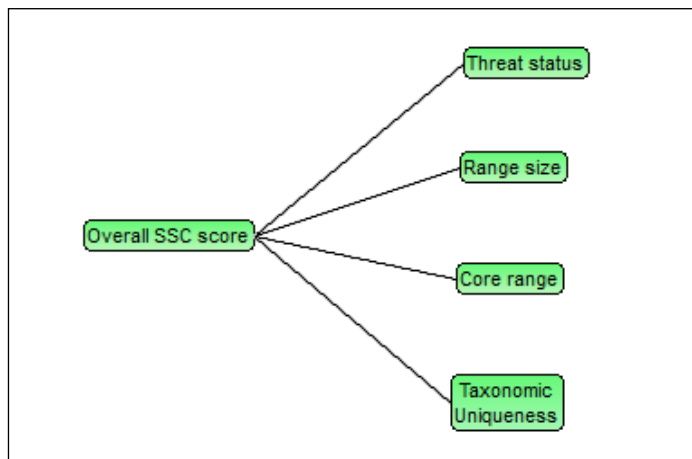 Threat status
Range size
Overall SSC score
Core range
Taxonomic
Uniqueness